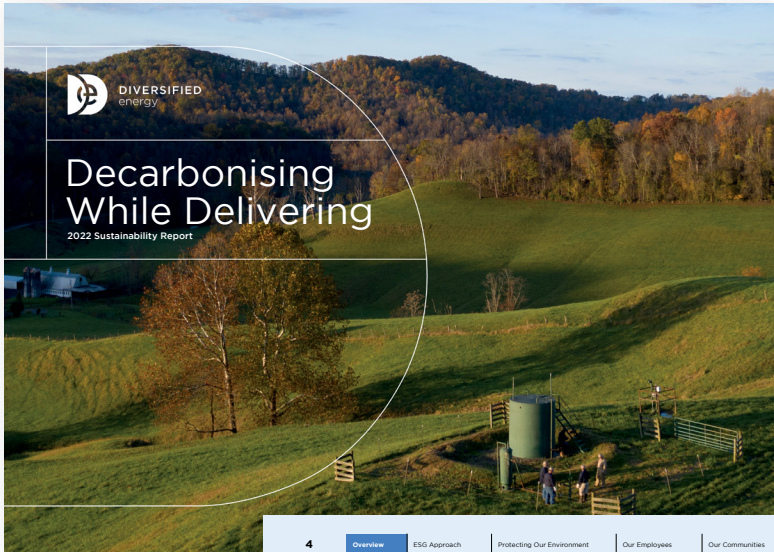 DIVERSIFIED
energy
Decarbonising
While Delivering
2022 Sustainability Report
4 Overview ESG Approach Protecting Our Environment Our Employees Our Communities